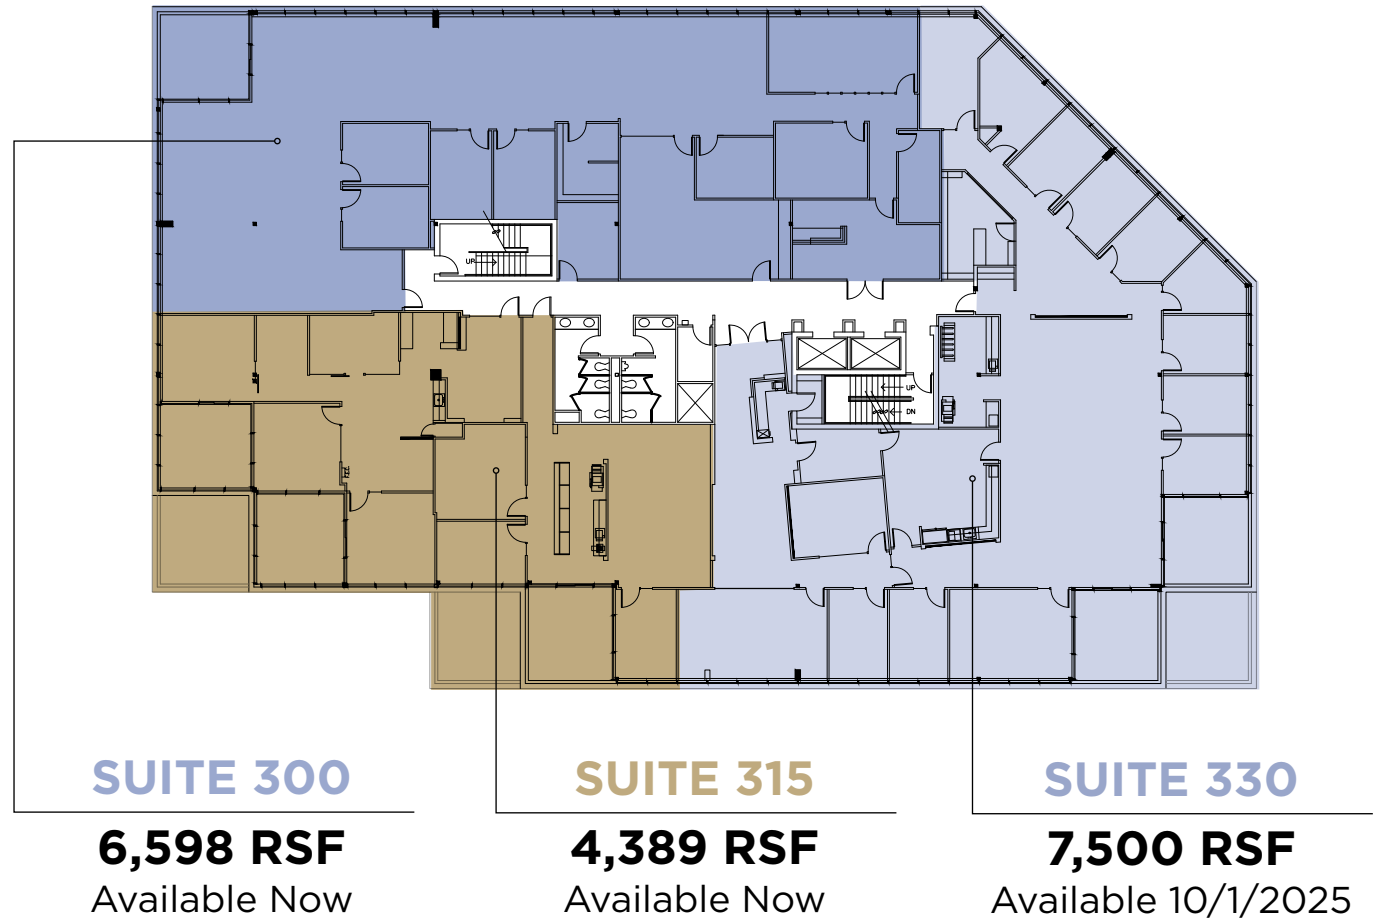 UP
UP
DN
SUITE 300
6,598 RSF
Available Now
SUITE 315
4,389 RSF
Available Now
SUITE 330
7,500 RSF
Available 10/1/2025